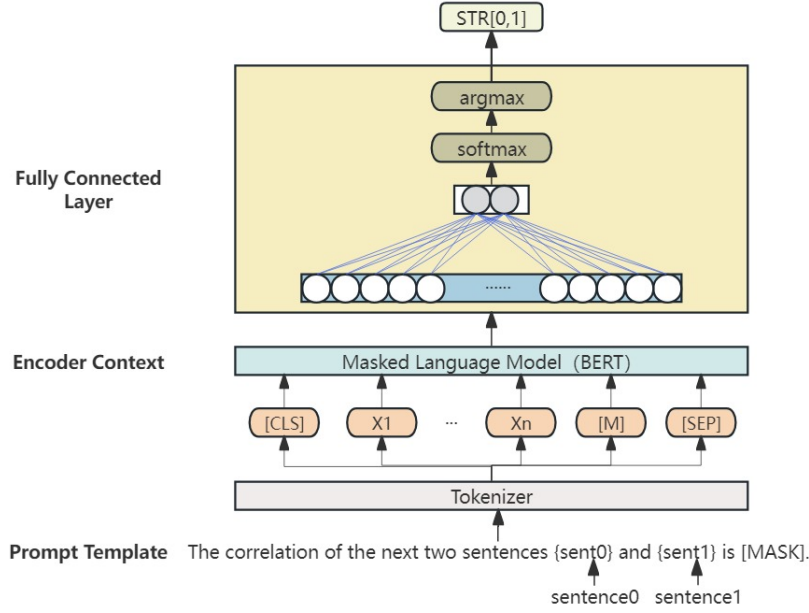 STR[0,1]
argmax
softmax
Fully Connected
Layer
......
Encoder Context
Masked Language Model (BERT)
[CLS]
X1
...
Xn
[M]
[SEP]
Tokenizer
Prompt Template
The correlation of the next two sentences {sent0} and {sent1} is [MASK].
sentence0
sentence1